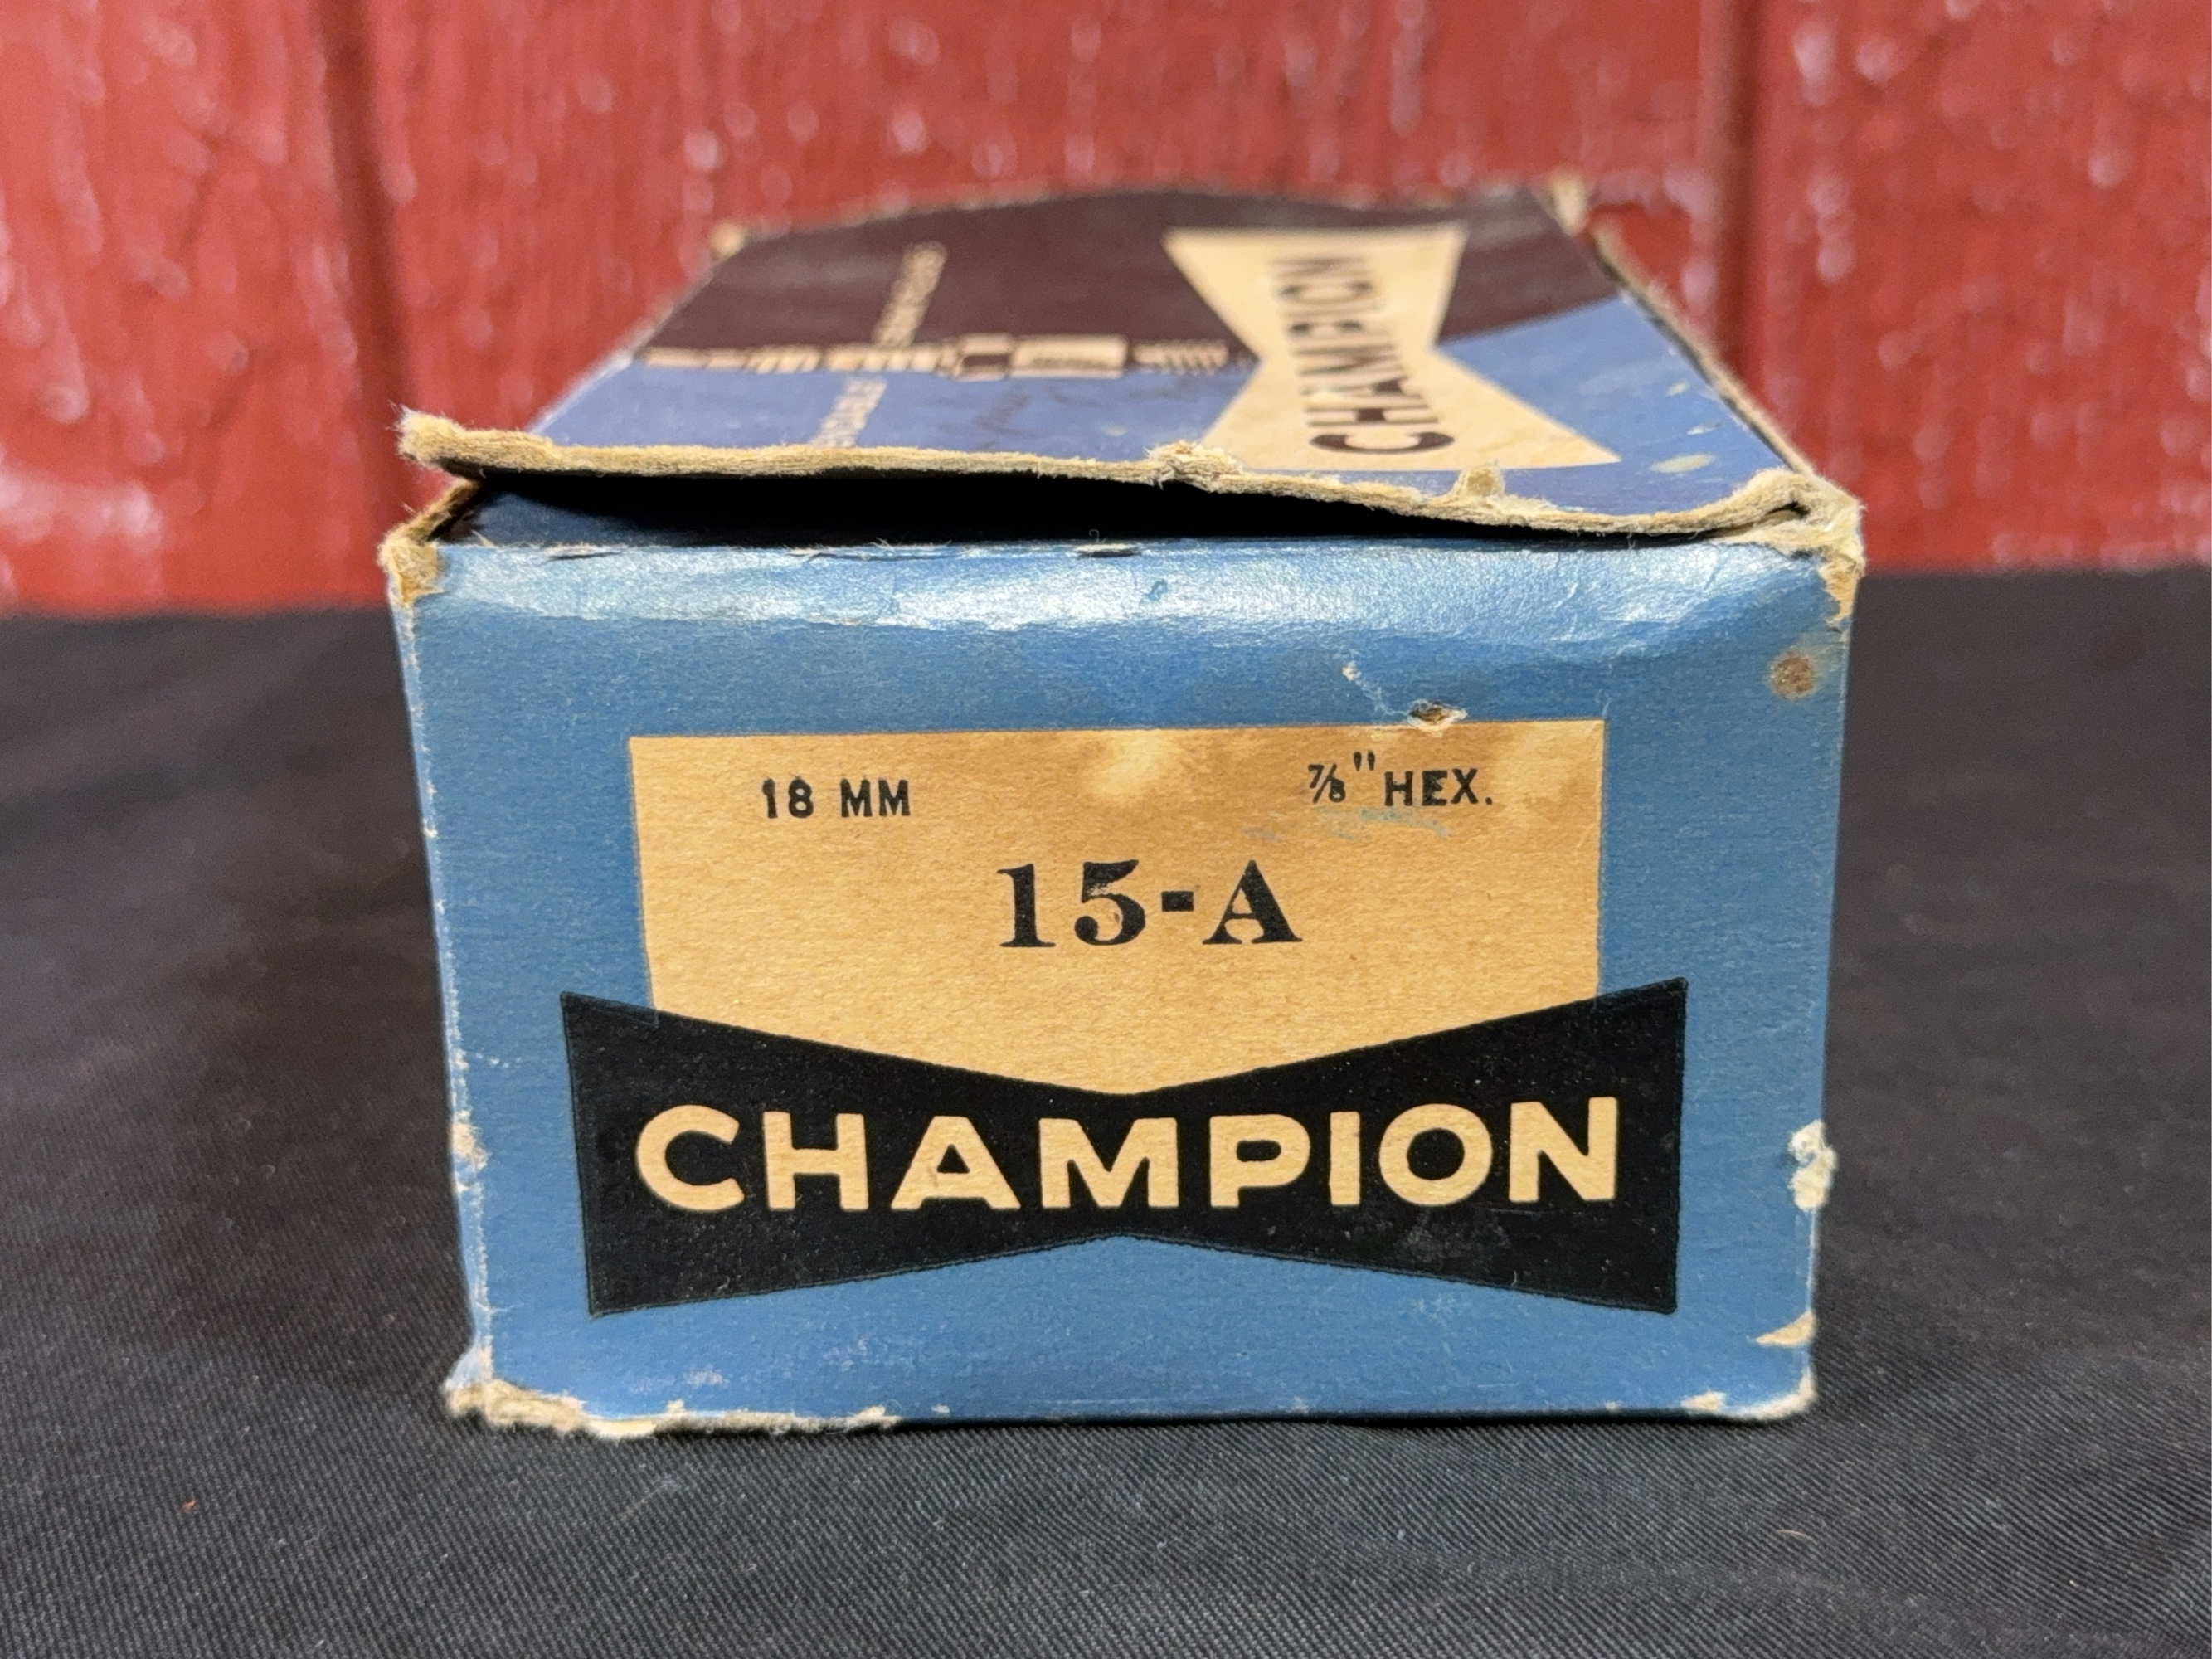 CHAMPION
18 MM 7/8" HEX.
15-A
CHAMPION